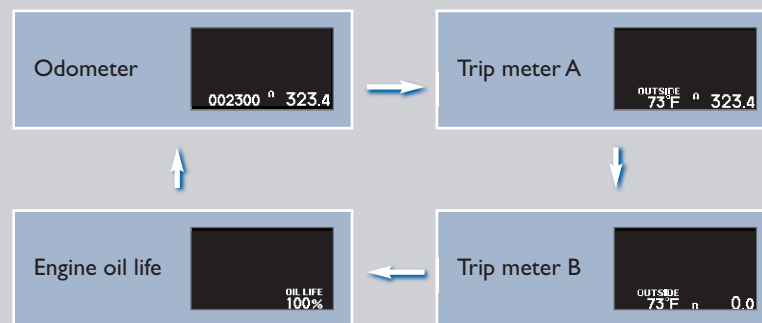 Odometer
002300 A 323.4
Trip meter A
OUTSIDE
73°F A 323.4
Engine oil life
OIL LIFE
100%
Trip meter B
OUTSIDE
73°F 0.0